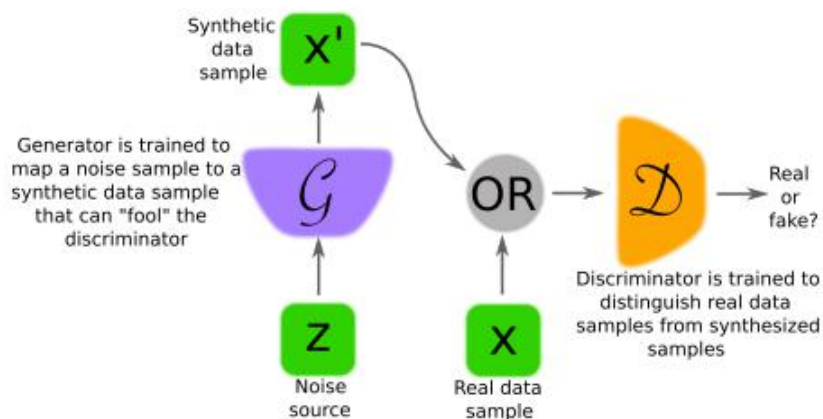 Synthetic
data
sample
x'
Generator is trained to
map a noise sample to a
synthetic data sample
that can "fool" the
discriminator
G
z
Noise
source
OR
x
Real data
sample
D
Real
or
fake?
Discriminator is trained to
distinguish real data
samples from synthesized
samples